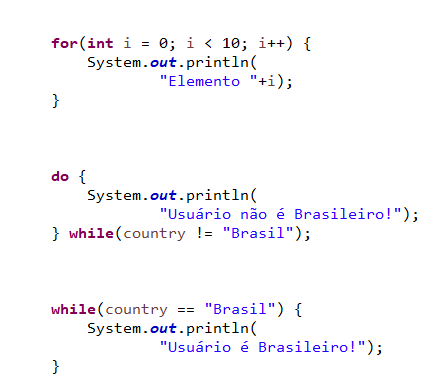 for(int i = 0; i < 10; i++) {
System.out.println(
"Elemento "+i);
}
do {
System.out.println(
"Usuário não é Brasileiro!");
} while(country != "Brasil");
while(country == "Brasil") {
System.out.println(
"Usuário é Brasileiro!");
}